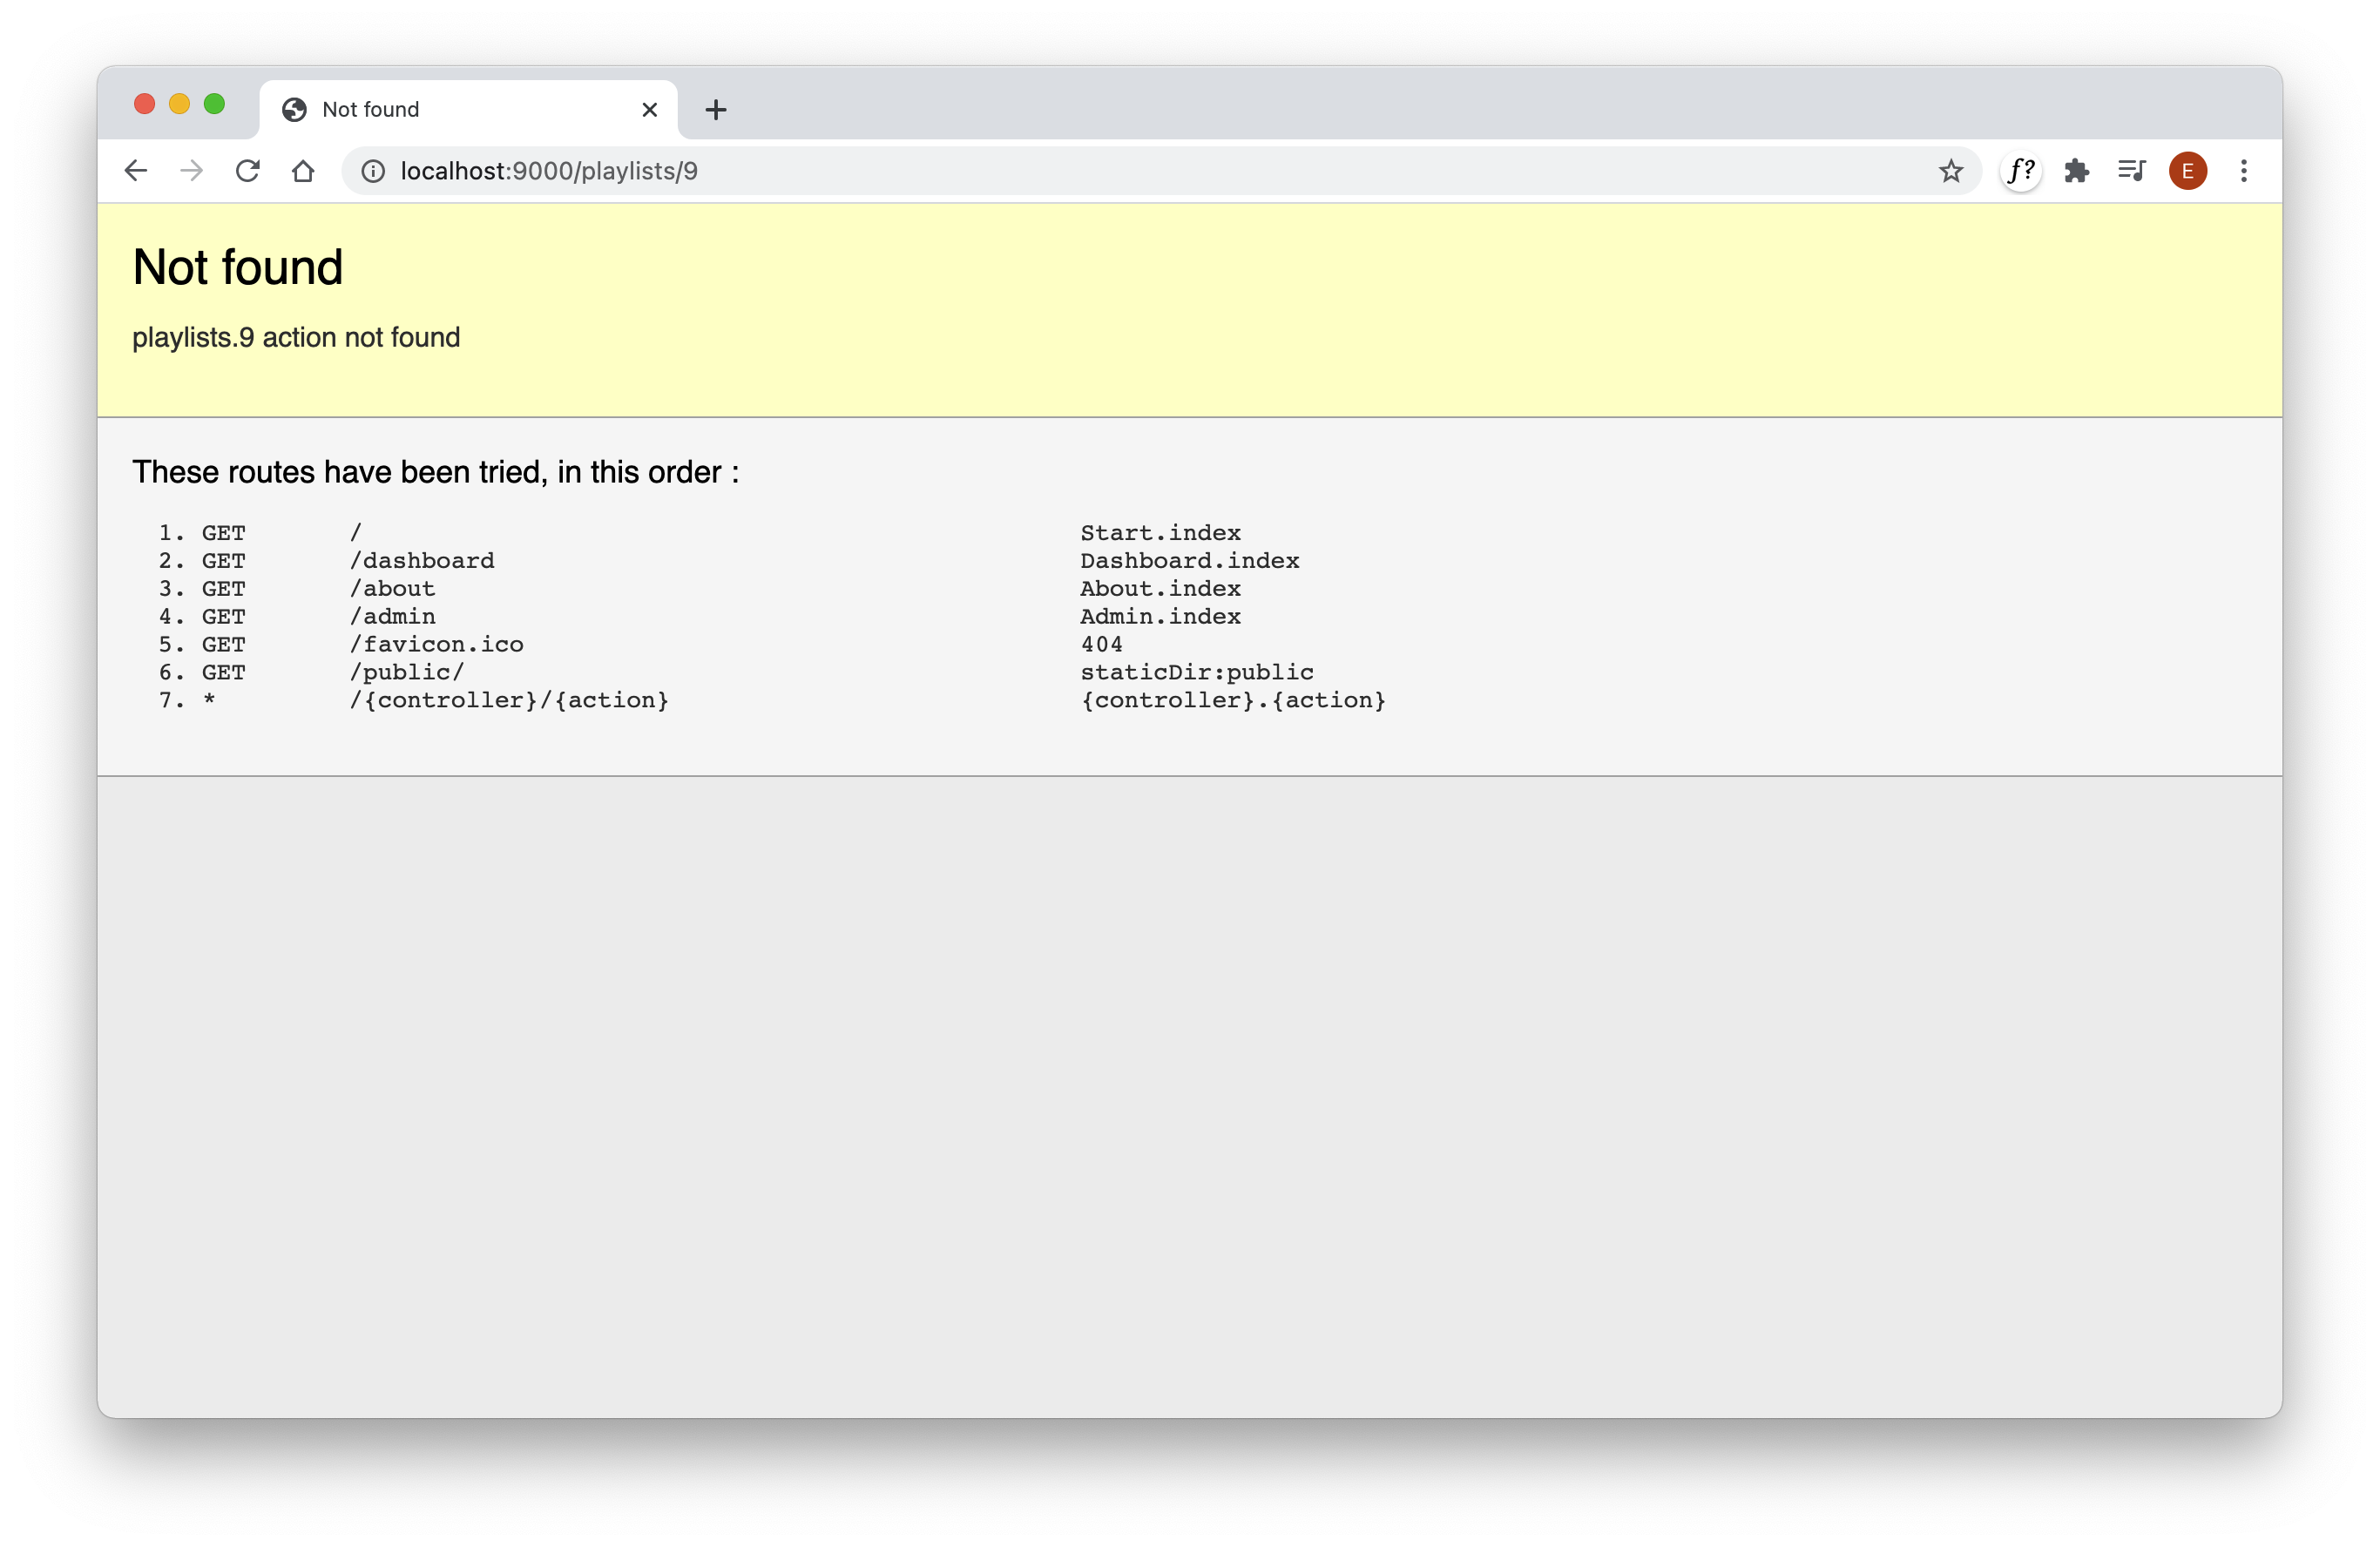 Not found
localhost:9000/playlists/9
f?
E
Not found
playlists.9 action not found
These routes have been tried, in this order :
1. GET / Start.index
2. GET /dashboard Dashboard.index
3. GET /about About.index
4. GET /admin Admin.index
5. GET /favicon.ico 404
6. GET /public/ staticDir:public
7. * /{controller}/{action} {controller}.{action}